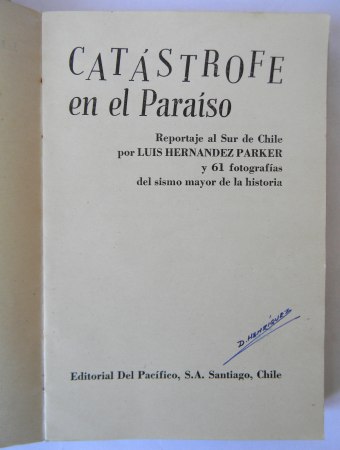 CATÁSTROFE
en el Paraíso
Reportaje al Sur de Chile
por LUIS HERNANDEZ PARKER
y 61 fotografías
del sismo mayor de la historia
D. HENRÍQUEZ
Editorial Del Pacífico, S.A. Santiago, Chile